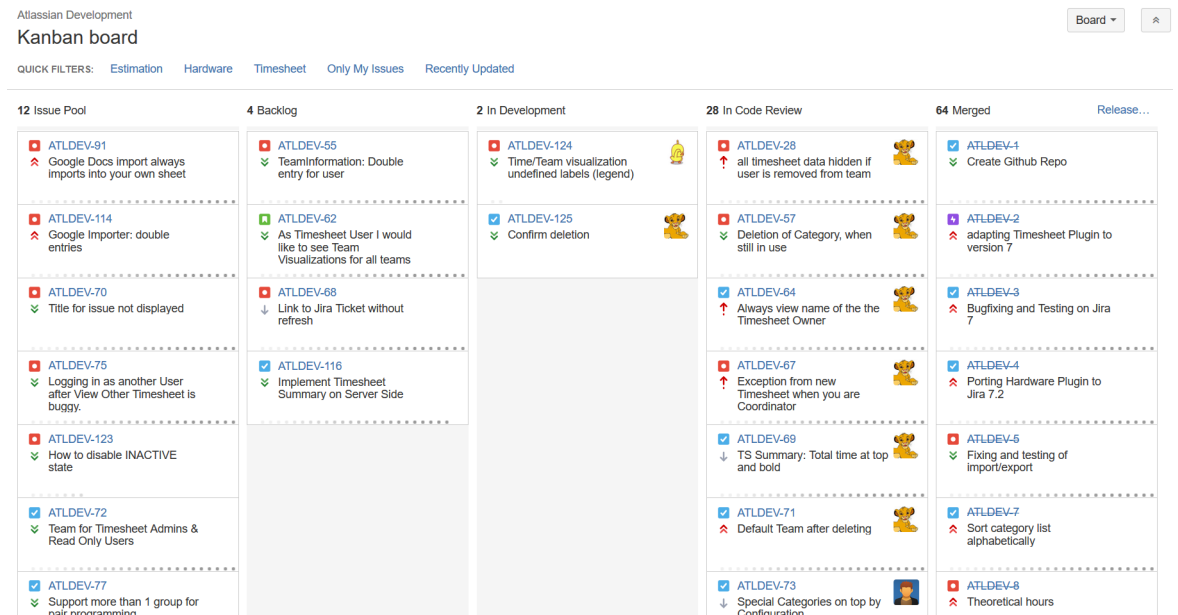 Atlassian Development
Kanban board
Board
QUICK FILTERS: Estimation Hardware Timesheet Only My Issues Recently Updated
12 Issue Pool
4 Backlog
2 In Development
28 In Code Review
64 Merged
Release…
ATLDEV-91
Google Docs import always
imports into your own sheet
ATLDEV-114
Google Importer: double
entries
ATLDEV-70
Title for issue not displayed
ATLDEV-75
Logging in as another User
after View Other Timesheet is
buggy.
ATLDEV-123
How to disable INACTIVE
state
ATLDEV-72
Team for Timesheet Admins &
Read Only Users
ATLDEV-77
Support more than 1 group for
pair programming
ATLDEV-55
TeamInformation: Double
entry for user
ATLDEV-62
As Timesheet User I would
like to see Team
Visualizations for all teams
ATLDEV-68
Link to Jira Ticket without
refresh
ATLDEV-116
Implement Timesheet
Summary on Server Side
ATLDEV-124
Time/Team visualization
undefined labels (legend)
ATLDEV-125
Confirm deletion
ATLDEV-28
all timesheet data hidden if
user is removed from team
ATLDEV-57
Deletion of Category, when
still in use
ATLDEV-64
Always view name of the the
Timesheet Owner
ATLDEV-67
Exception from new
Timesheet when you are
Coordinator
ATLDEV-69
TS Summary: Total time at top
and bold
ATLDEV-71
Default Team after deleting
ATLDEV-73
Special Categories on top by
Configuration
ATLDEV-1
Create Github Repo
ATLDEV-2
adapting Timesheet Plugin to
version 7
ATLDEV-3
Bugfixing and Testing on Jira
7
ATLDEV-4
Porting Hardware Plugin to
Jira 7.2
ATLDEV-5
Fixing and testing of
import/export
ATLDEV-7
Sort category list
alphabetically
ATLDEV-8
Theoretical hours